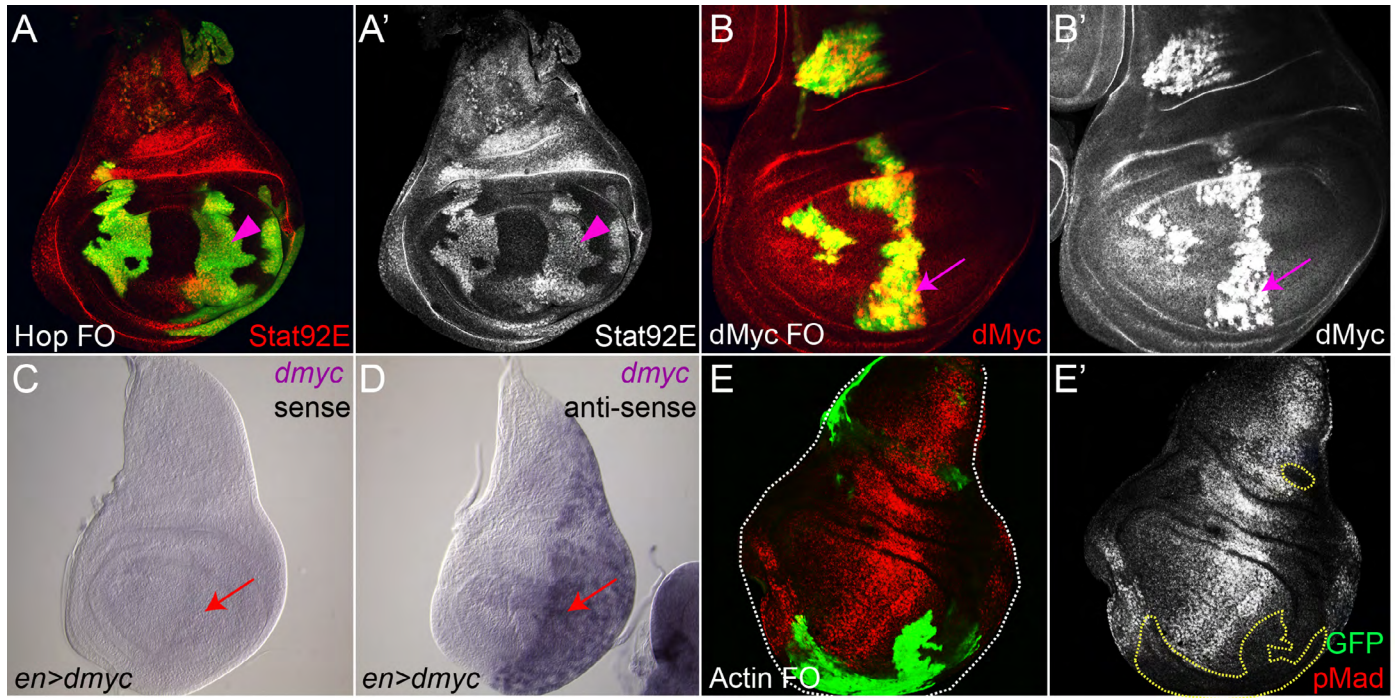 A
Hop FO
Stat92E
A'
Stat92E
B
dMyc FO
dMyc
B'
dMyc
C
dmyc
sense
en>dmyc
D
dmyc
anti-sense
en>dmyc
E
Actin FO
E'
GFP
pMad